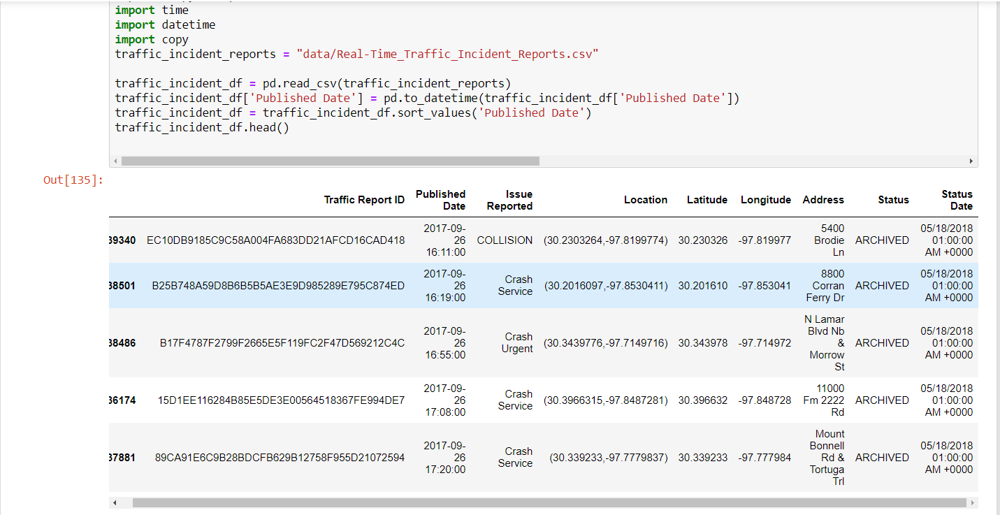 import time
import datetime
import copy
traffic_incident_reports = "data/Real-Time_Traffic_Incident_Reports.csv"
traffic_incident_df = pd.read_csv(traffic_incident_reports)
traffic_incident_df['Published Date'] = pd.to_datetime(traffic_incident_df['Published Date'])
traffic_incident_df = traffic_incident_df.sort_values('Published Date')
traffic_incident_df.head()
Out[135]:
Traffic Report ID Published Date Issue Reported Location Latitude Longitude Address Status Status Date
39340 EC10DB9185C9C58A004FA683DD21AFCD16CAD418 2017-09-26 16:11:00 COLLISION (30.2303264,-97.8199774) 30.230326 -97.819977 5400 Brodie Ln ARCHIVED 05/18/2018 01:00:00 AM +0000
38501 B25B748A59D8B6B5B5AE3E9D985289E795C874ED 2017-09-26 16:19:00 Crash Service (30.2016097,-97.8530411) 30.201610 -97.853041 8800 Corran Ferry Dr ARCHIVED 05/18/2018 01:00:00 AM +0000
38486 B17F4787F2799F2665E5F119FC2F47D569212C4C 2017-09-26 16:55:00 Crash Urgent (30.3439776,-97.7149716) 30.343978 -97.714972 N Lamar Blvd Nb & Morrow St ARCHIVED 05/18/2018 01:00:00 AM +0000
36174 15D1EE116284B85E5DE3E00564518367FE994DE7 2017-09-26 17:08:00 Crash Service (30.3966315,-97.8487281) 30.396632 -97.848728 11000 Fm 2222 Rd ARCHIVED 05/18/2018 01:00:00 AM +0000
37881 89CA91E6C9B28BDCFB629B12758F955D21072594 2017-09-26 17:20:00 Crash Service (30.339233,-97.7779837) 30.339233 -97.777984 Mount Bonnell Rd & Tortuga Trl ARCHIVED 05/18/2018 01:00:00 AM +0000